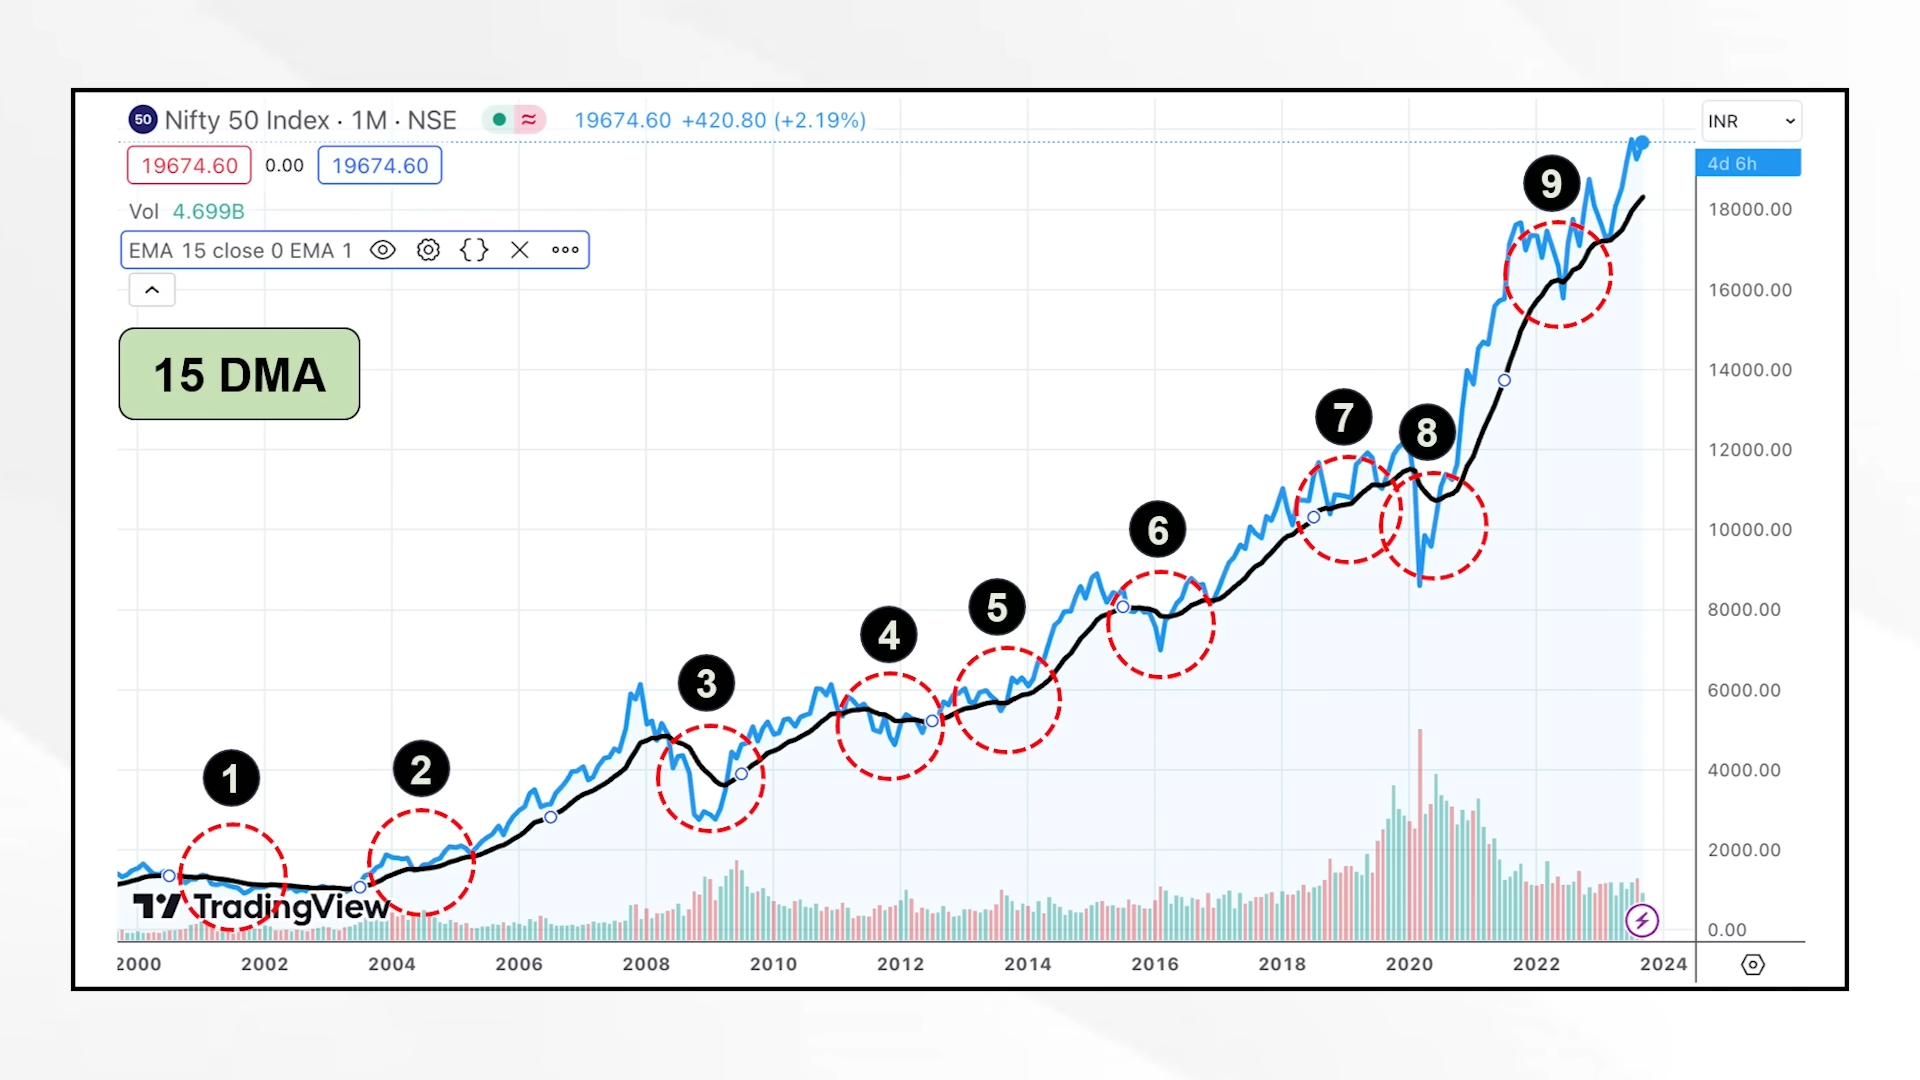 50 Nifty 50 Index · 1M · NSE ≈ 19674.60 +420.80 (+2.19%)
INR
19674.60 0.00 19674.60
4d 6h
Vol 4.699B
EMA 15 close 0 EMA 1
15 DMA
18000.00
16000.00
14000.00
12000.00
10000.00
8000.00
6000.00
4000.00
2000.00
0.00
1
2
3
4
5
6
7
8
9
TradingView
2000 2002 2004 2006 2008 2010 2012 2014 2016 2018 2020 2022 2024